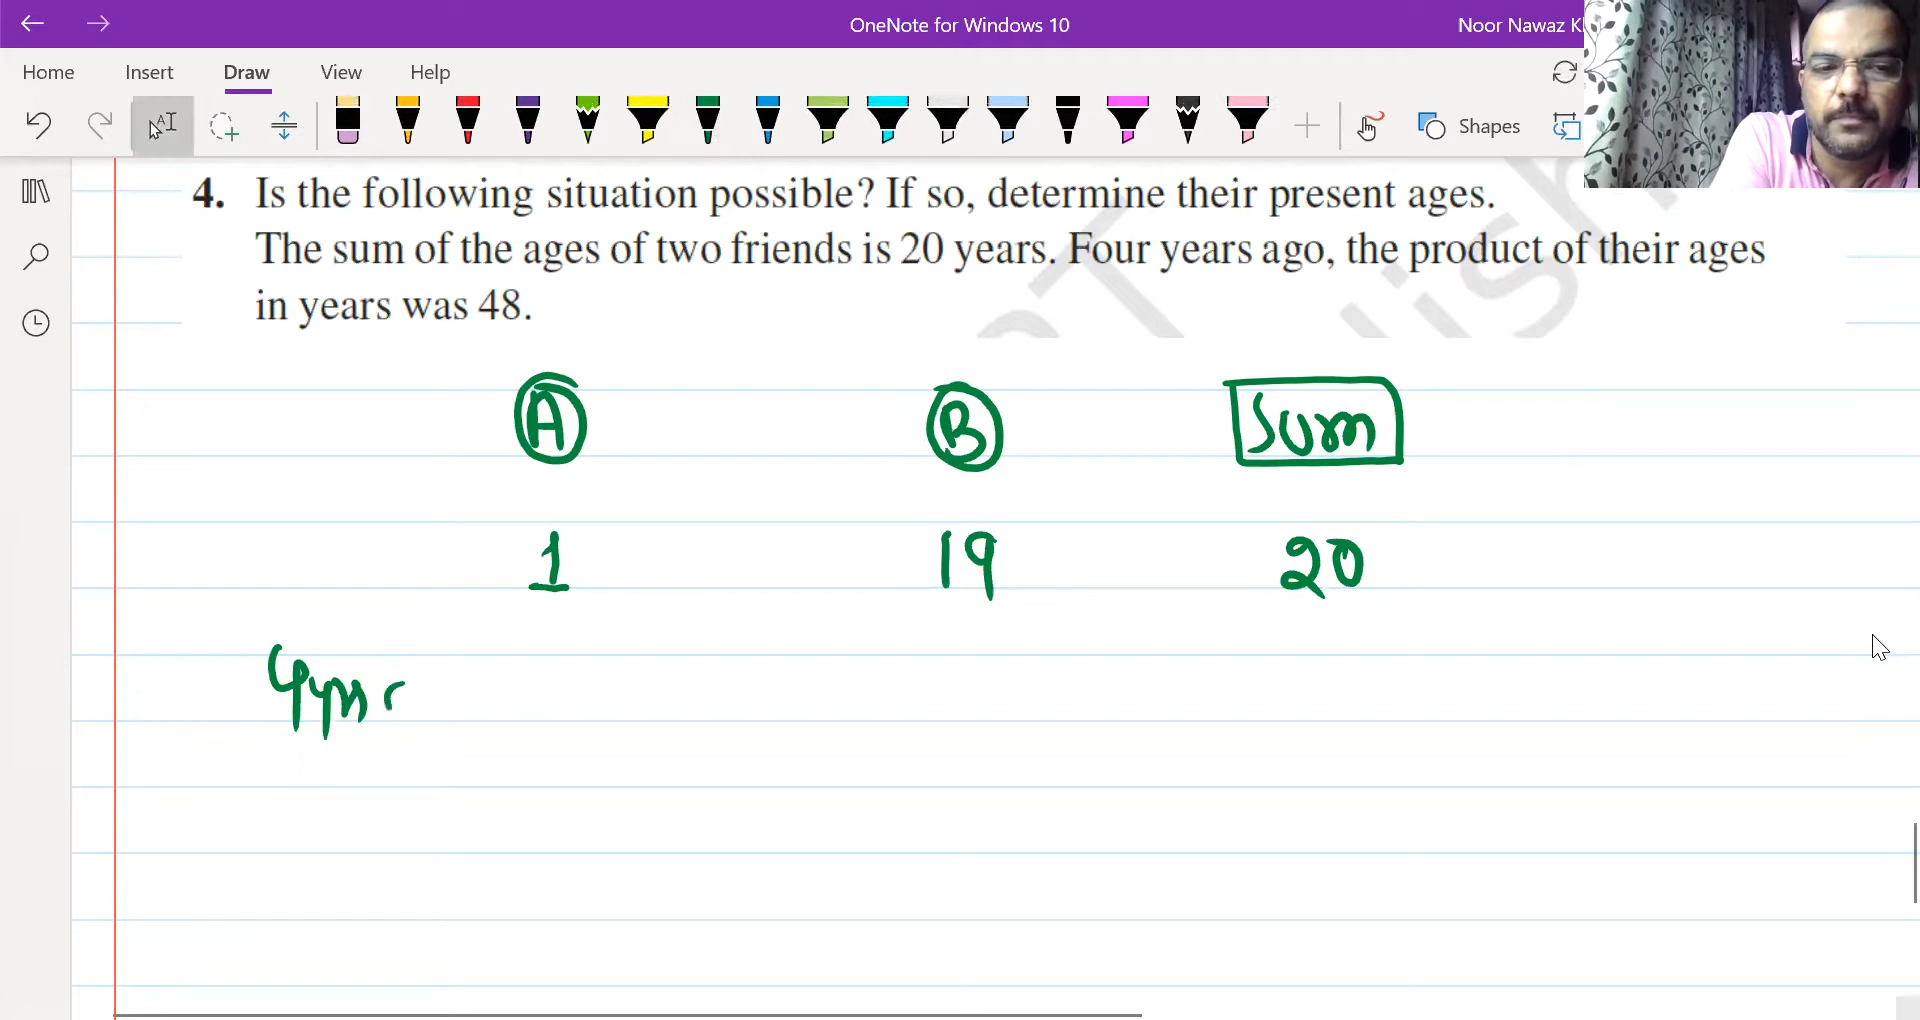 OneNote for Windows 10
Noor Nawaz K
Home Insert Draw View Help
Shapes
4. Is the following situation possible? If so, determine their present ages.
The sum of the ages of two friends is 20 years. Four years ago, the product of their ages
in years was 48.
A B Sum
1 19 20
4yrs